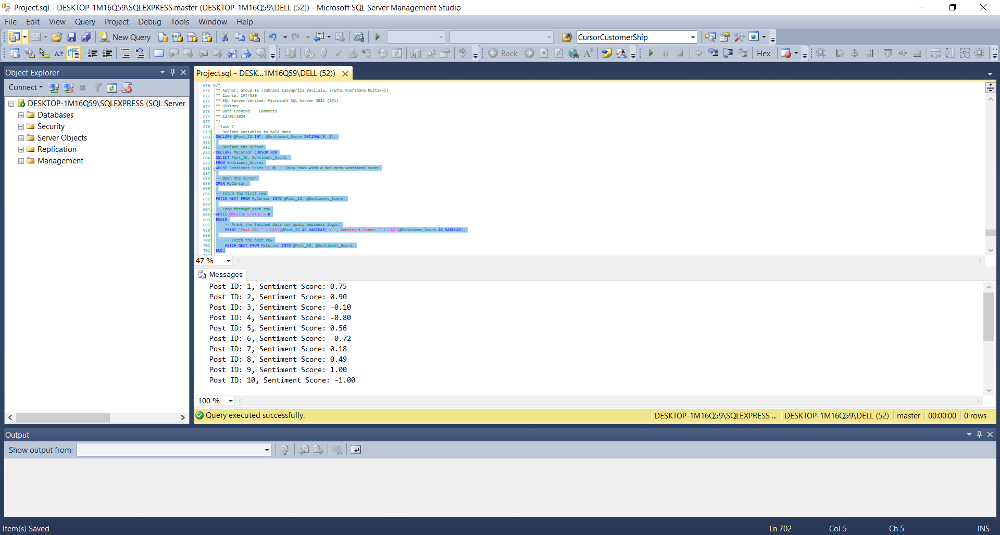 Project.sql - DESKTOP-1M16Q59\SQLEXPRESS.master (DESKTOP-1M16Q59\DELL (52)) - Microsoft SQL Server Management Studio
File Edit View Query Project Debug Tools Window Help
New Query CursorCustomerShip
Back Hex
Object Explorer
Connect
DESKTOP-1M16Q59\SQLEXPRESS (SQL Server
Databases
Security
Server Objects
Replication
Management
Project.sql - DESK...1M16Q59\DELL (52))
670 /*
671 ** Author: Group 16 (Jahnavi Lasyapriya Vavilala, Sruthi Keerthana Nuttakki)
672 ** Course: IFT/530
673 ** SQL Server Version: Microsoft SQL Server 2012 (SP1)
674 ** History
675 ** Date Created    Comments
676 ** 12/01/2024
677 */
678 --Task 7
679 -- Declare variables to hold data
680 DECLARE @Post_ID INT, @Sentiment_Score DECIMAL(3, 2);
681
682 -- Declare the cursor
683 DECLARE MyCursor CURSOR FOR
684 SELECT Post_ID, Sentiment_Score
685 FROM Sentiment_Scores
686 WHERE Sentiment_Score <> 0; -- Only rows with a non-zero sentiment score
687
688 -- Open the cursor
689 OPEN MyCursor;
690
691 -- Fetch the first row
692 FETCH NEXT FROM MyCursor INTO @Post_ID, @Sentiment_Score;
693
694 -- Loop through each row
695 WHILE @@FETCH_STATUS = 0
696 BEGIN
697     -- Print the fetched data (or apply business logic)
698     PRINT 'Post ID: ' + CAST(@Post_ID AS VARCHAR) + ', Sentiment Score: ' + CAST(@Sentiment_Score AS VARCHAR);
699
700     -- Fetch the next row
701     FETCH NEXT FROM MyCursor INTO @Post_ID, @Sentiment_Score;
702 END;
47 %
Messages
Post ID: 1, Sentiment Score: 0.75
Post ID: 2, Sentiment Score: 0.90
Post ID: 3, Sentiment Score: -0.10
Post ID: 4, Sentiment Score: -0.80
Post ID: 5, Sentiment Score: 0.56
Post ID: 6, Sentiment Score: -0.72
Post ID: 7, Sentiment Score: 0.18
Post ID: 8, Sentiment Score: 0.49
Post ID: 9, Sentiment Score: 1.00
Post ID: 10, Sentiment Score: -1.00
100 %
Query executed successfully. DESKTOP-1M16Q59\SQLEXPRESS ... DESKTOP-1M16Q59\DELL (52) master 00:00:00 0 rows
Output
Show output from:
Item(s) Saved Ln 702 Col 5 Ch 5 INS